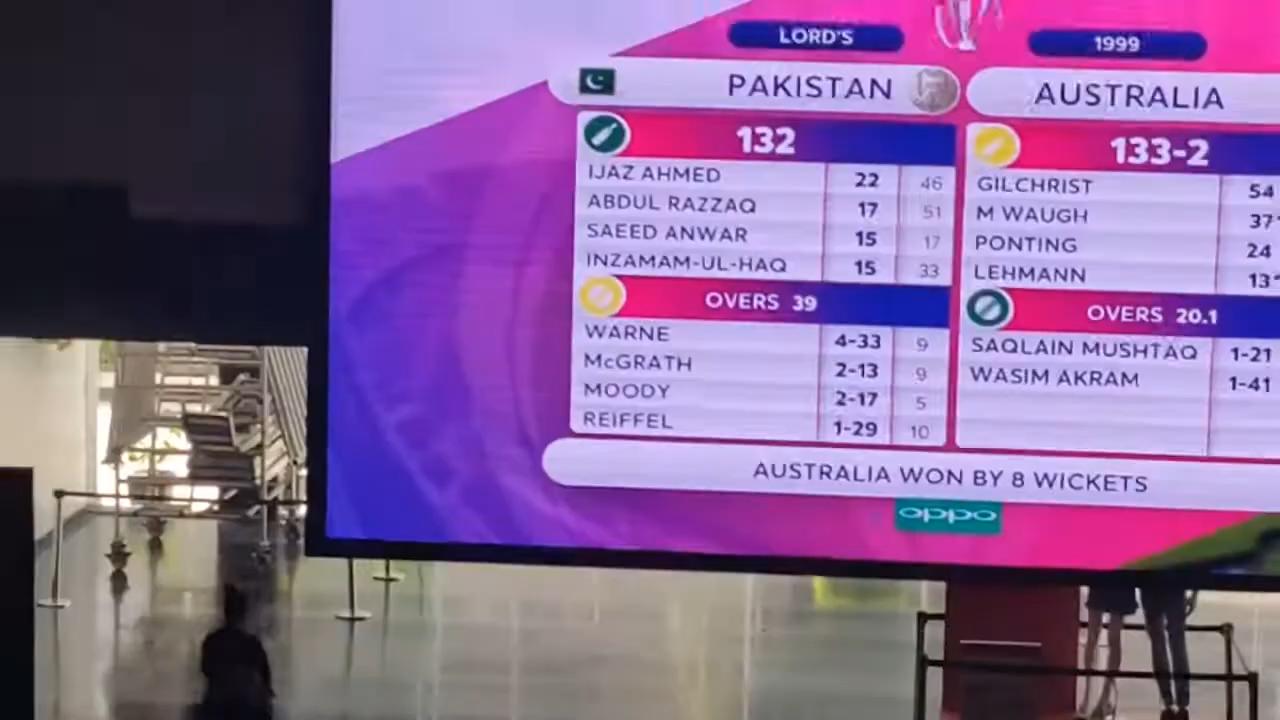 LORD'S 1999
PAKISTAN AUSTRALIA
132 133-2
IJAZ AHMED 22 46 GILCHRIST 54
ABDUL RAZZAQ 17 51 M WAUGH 37
SAEED ANWAR 15 17 PONTING 24
INZAMAM-UL-HAQ 15 33 LEHMANN 13*
OVERS 39 OVERS 20.1
WARNE 4-33 9 SAQLAIN MUSHTAQ 1-21
McGRATH 2-13 9 WASIM AKRAM 1-41
MOODY 2-17 5
REIFFEL 1-29 10
AUSTRALIA WON BY 8 WICKETS
oppo